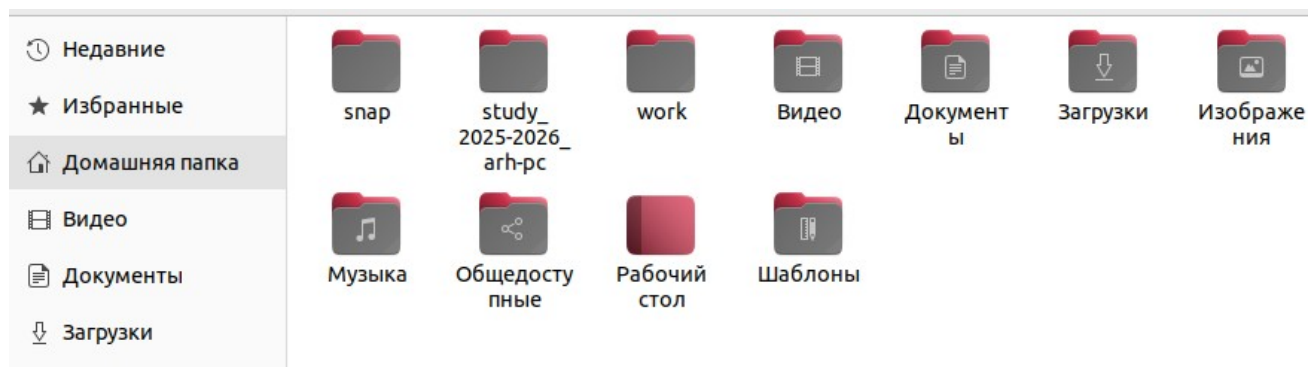 Недавние
Избранные
Домашняя папка
Видео
Документы
Загрузки
snap
study_
2025-2026_
arh-pc
work
Видео
Документ
ы
Загрузки
Изображе
ния
Музыка
Общедосту
пные
Рабочий
стол
Шаблоны